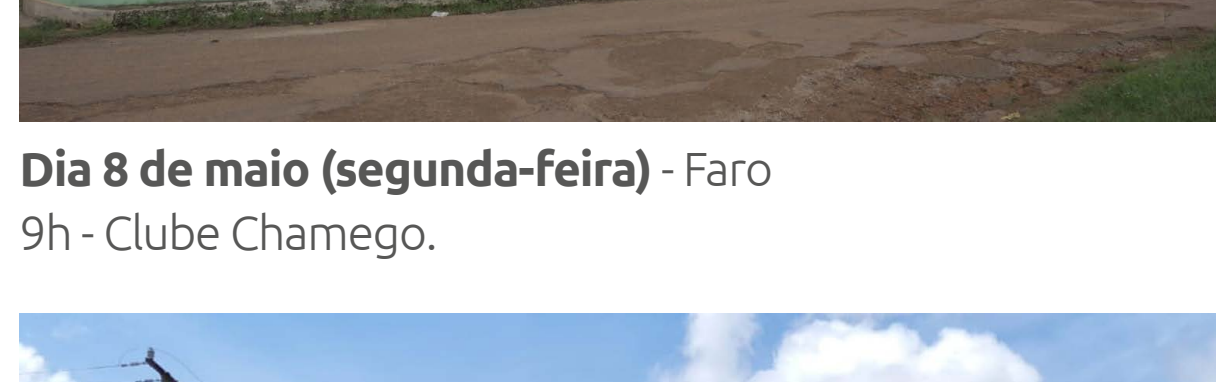 Dia 8 de maio (segunda-feira) - Faro
9h - Clube Chamego.